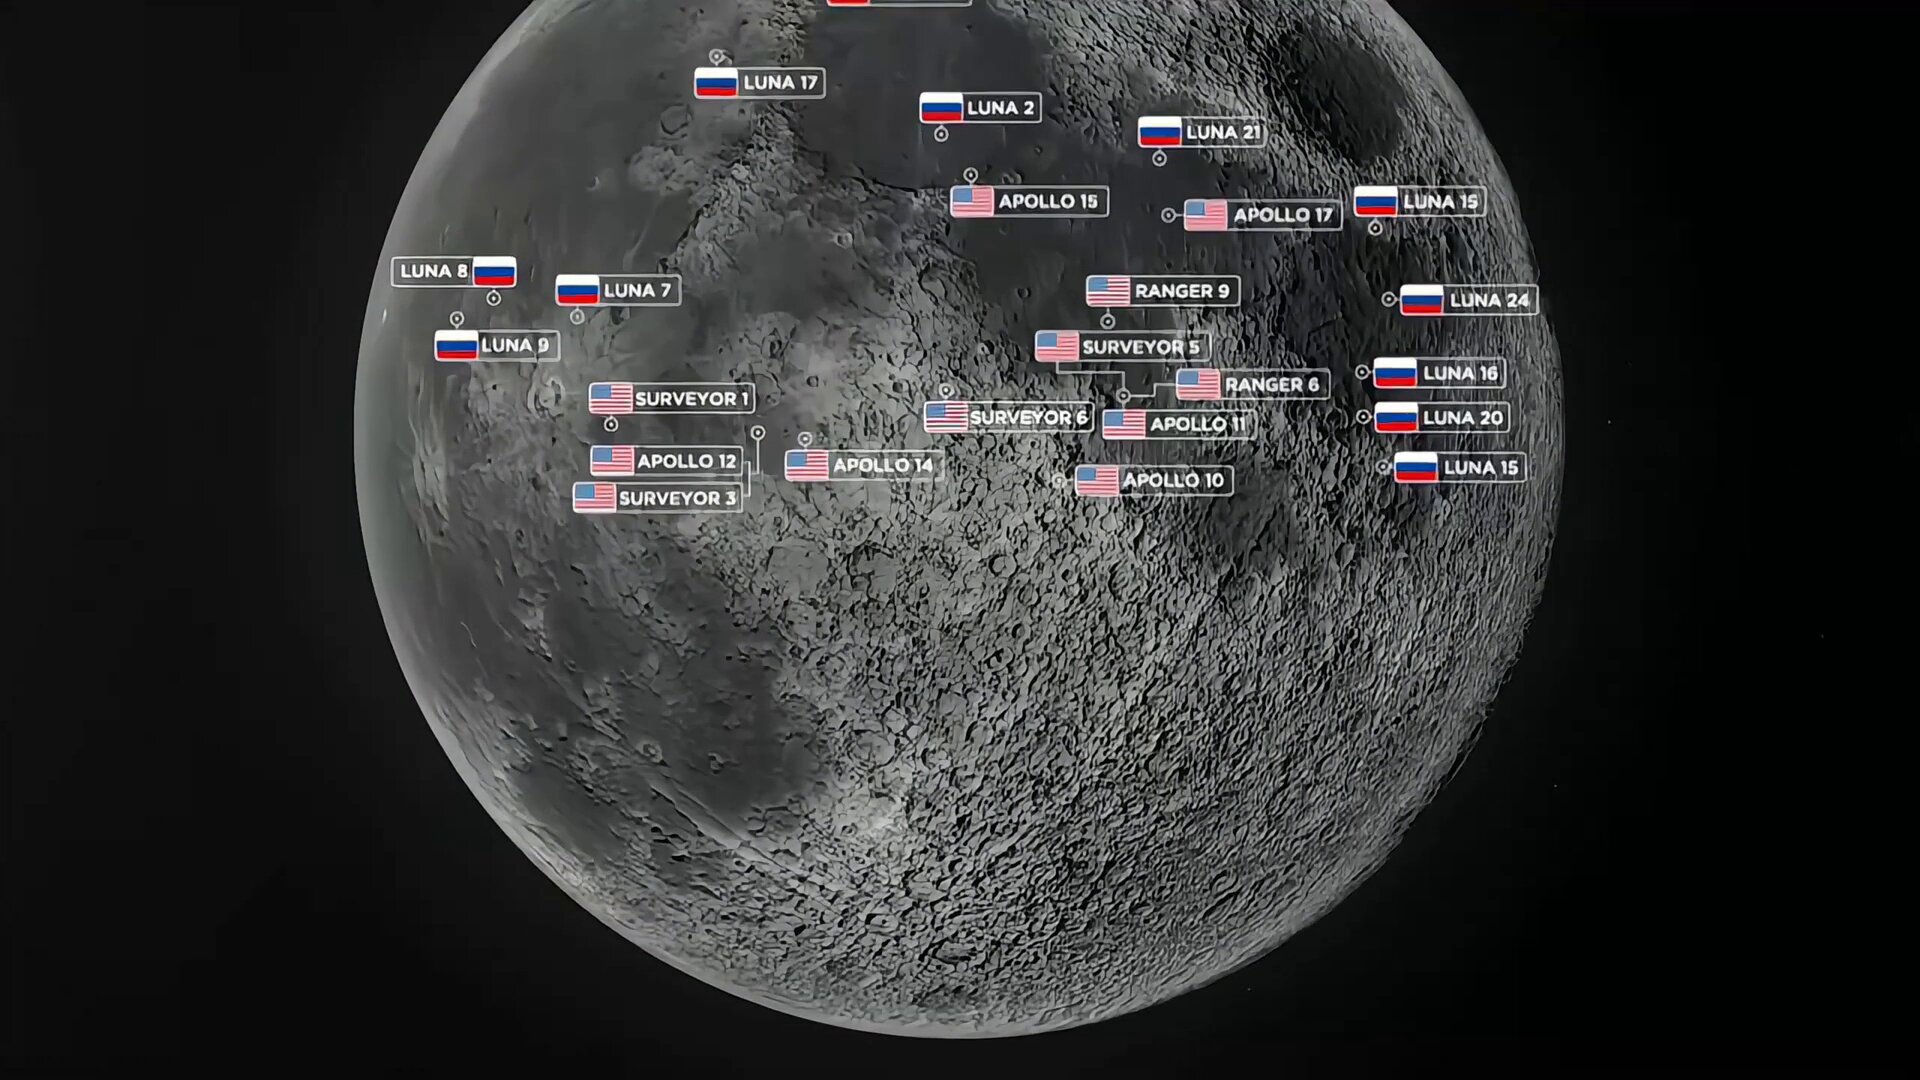 LUNA 17
LUNA 2
LUNA 21
APOLLO 15
APOLLO 17
LUNA 15
LUNA 8
LUNA 7
RANGER 9
LUNA 24
LUNA 9
SURVEYOR 5
LUNA 16
RANGER 6
SURVEYOR 1
SURVEYOR 6
APOLLO 11
LUNA 20
APOLLO 12
APOLLO 14
LUNA 15
APOLLO 10
SURVEYOR 3